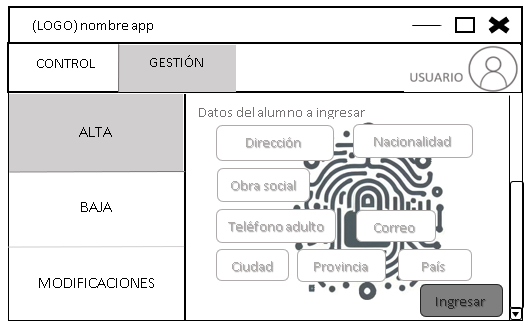 (LOGO) nombre app
CONTROL
GESTIÓN
USUARIO
ALTA
BAJA
MODIFICACIONES
Datos del alumno a ingresar
Dirección
Nacionalidad
Obra social
Teléfono adulto
Correo
Ciudad
Provincia
País
Ingresar